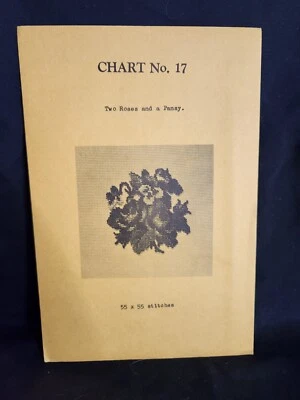 CHART No. 17
Two Roses and a Pansy.
55 x 55 stitches